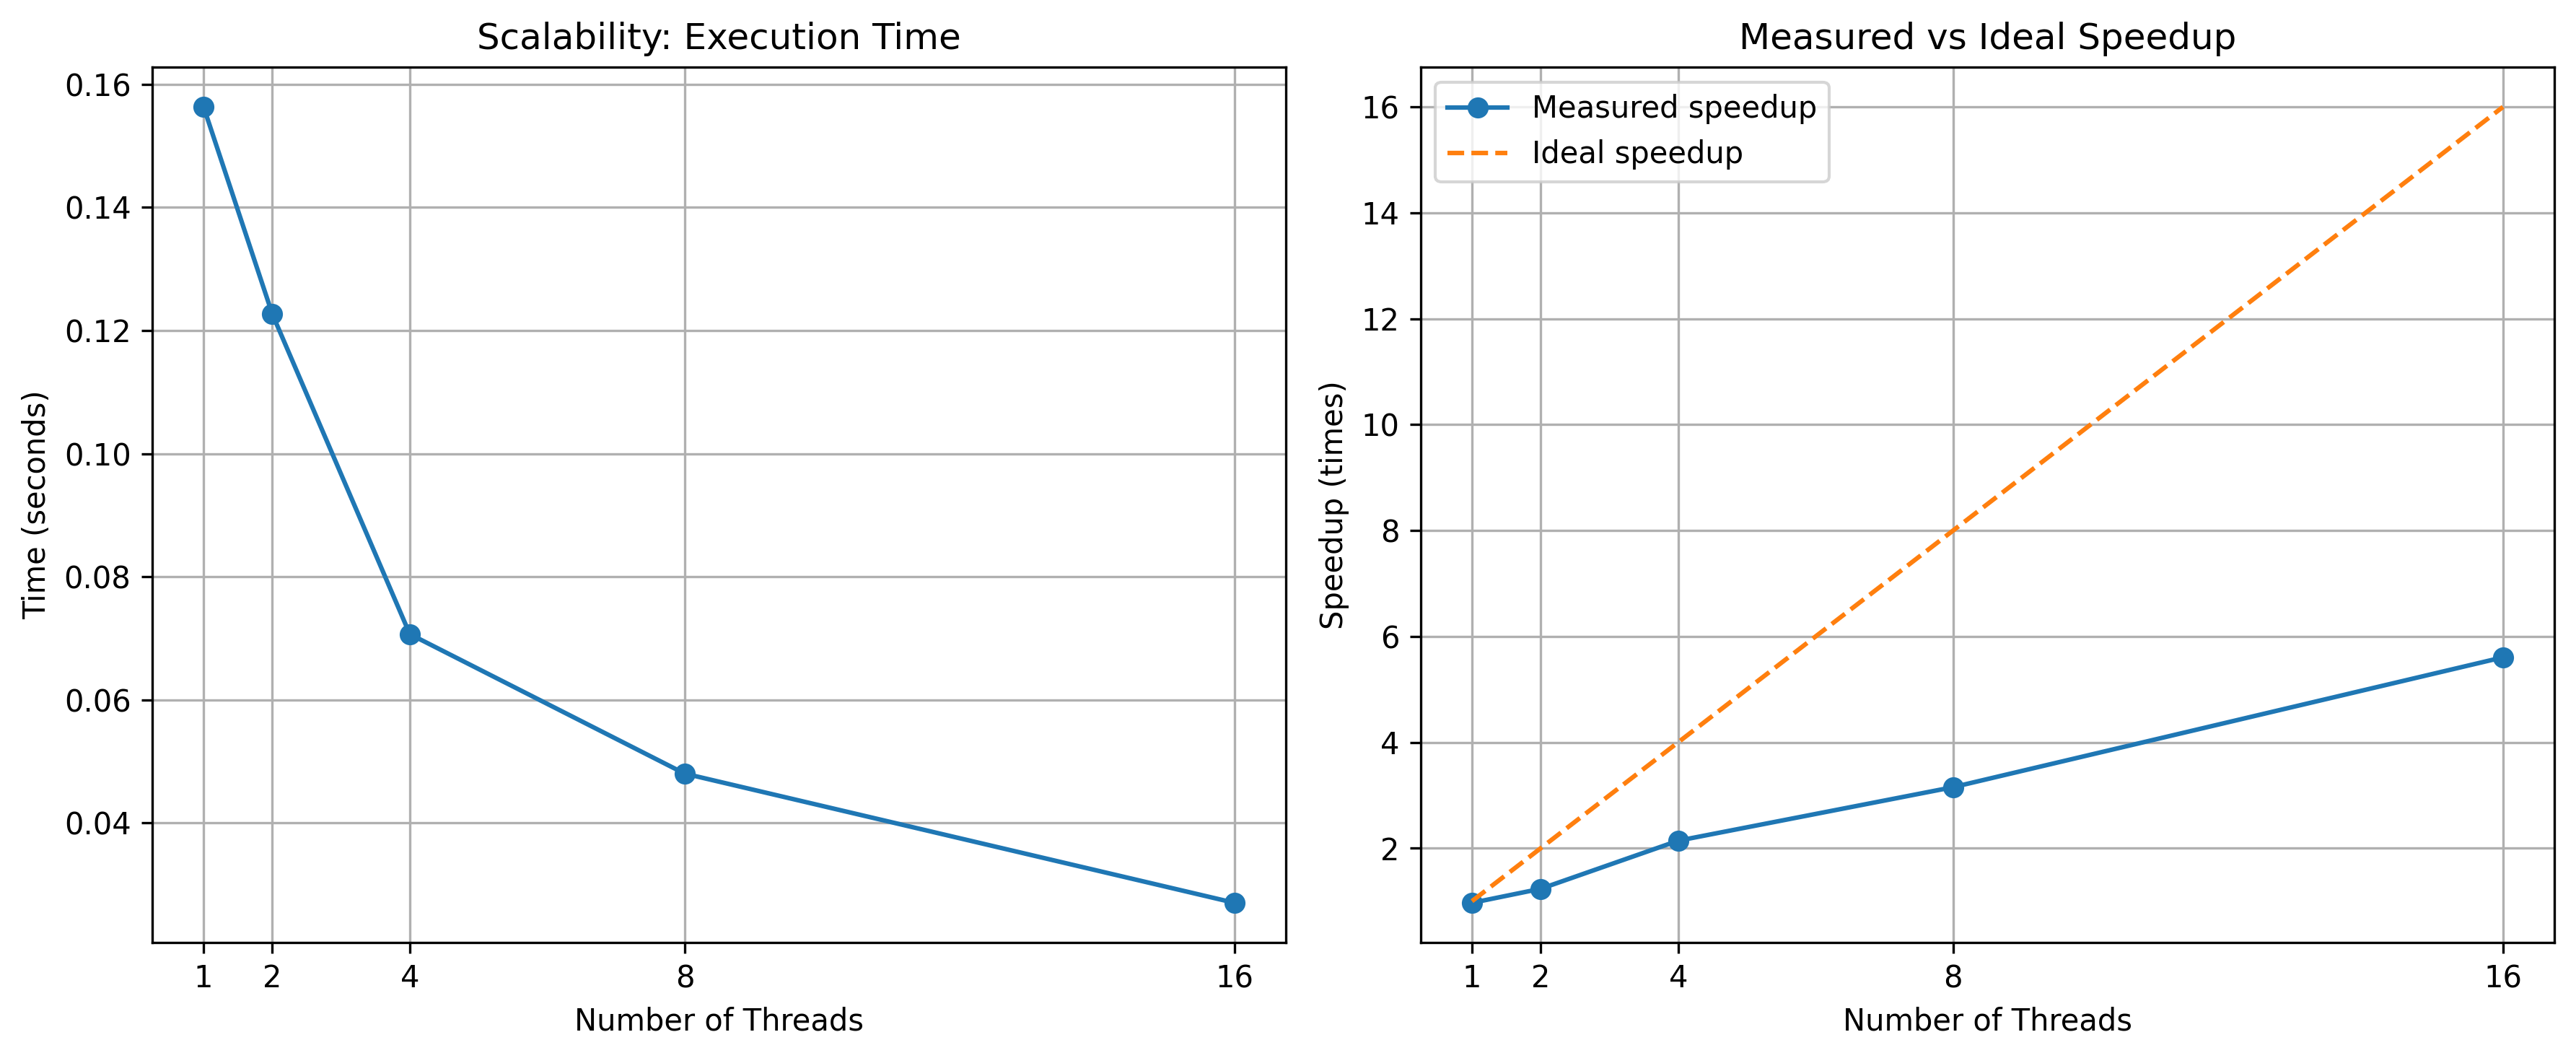 Scalability: Execution Time
Time (seconds)
0.16
0.14
0.12
0.10
0.08
0.06
0.04
1 2 4 8 16
Number of Threads
Measured vs Ideal Speedup
Measured speedup
Ideal speedup
Speedup (times)
16
14
12
10
8
6
4
2
1 2 4 8 16
Number of Threads